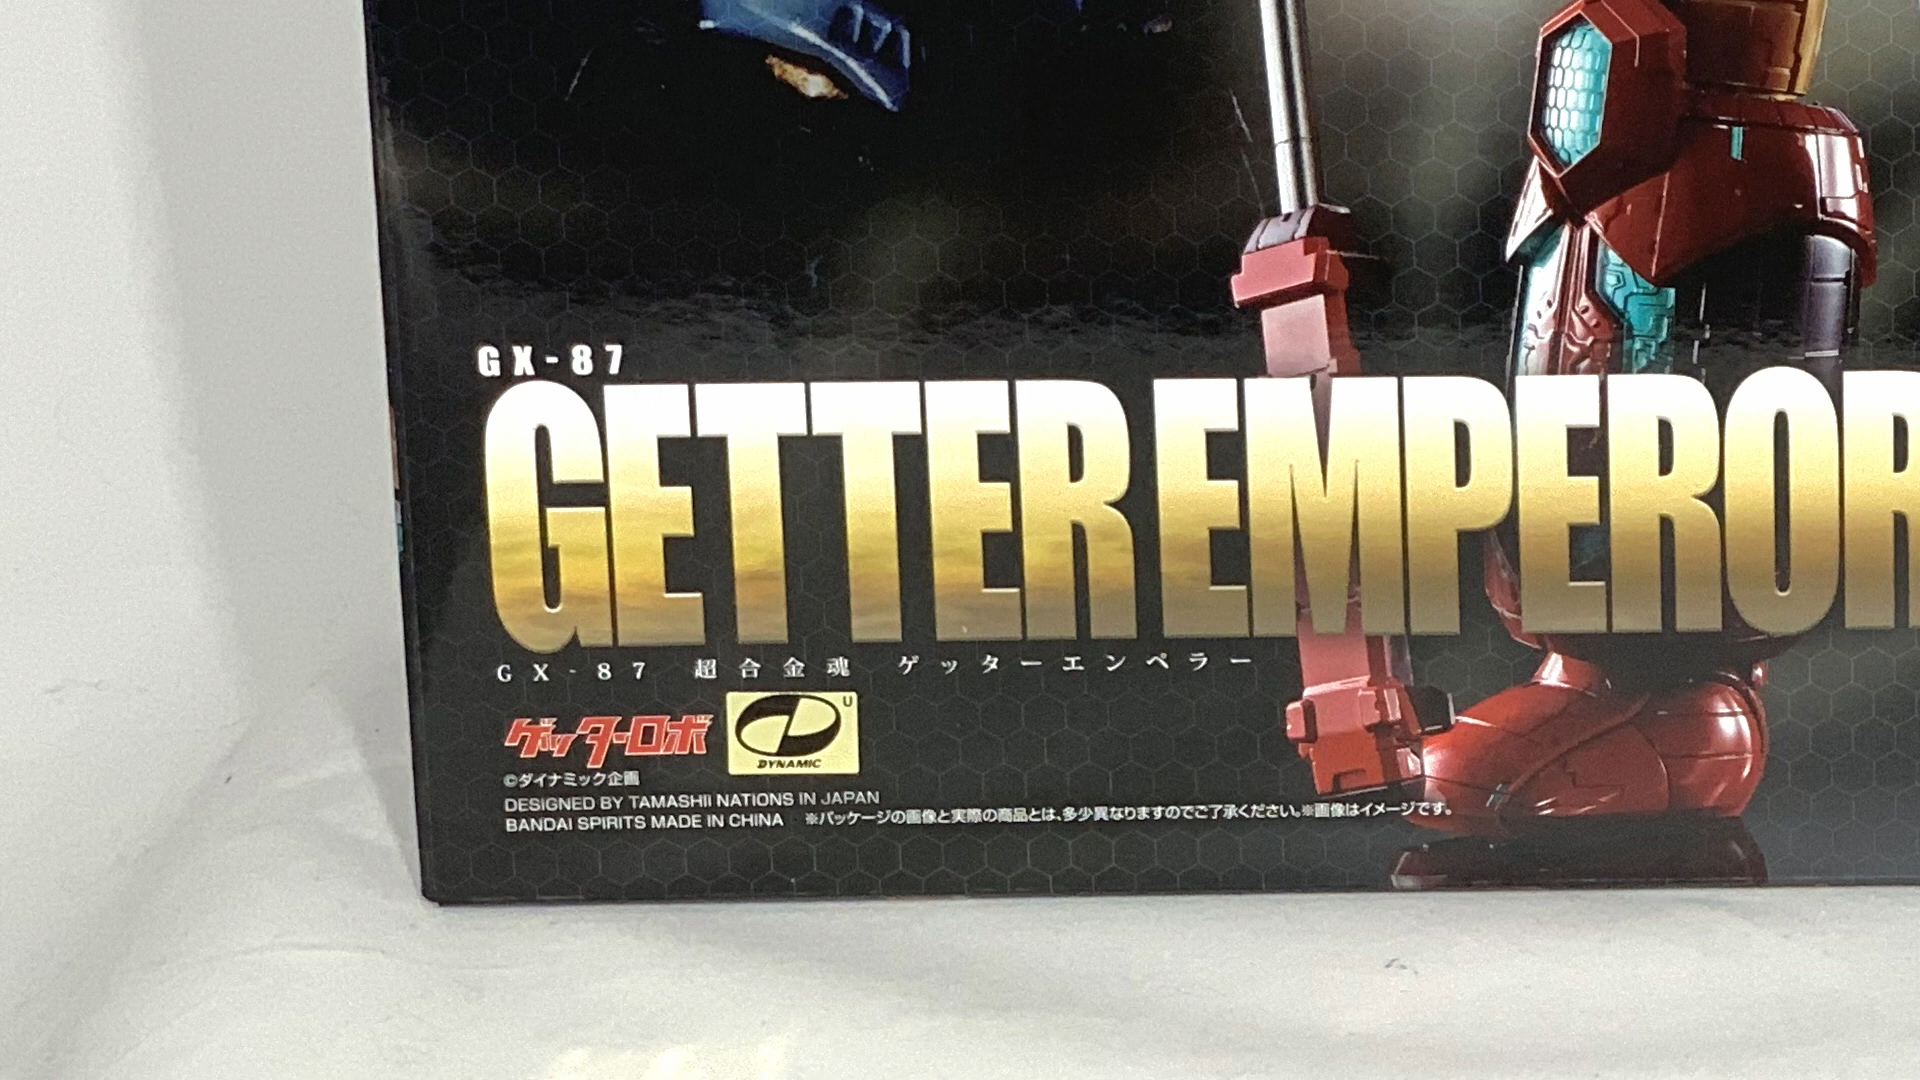 GX-87
GETTER EMPEROR
GX-87 超合金魂 ゲッターエンペラー
ゲッターロボ
U
DYNAMIC
©ダイナミック企画
DESIGNED BY TAMASHII NATIONS IN JAPAN
BANDAI SPIRITS MADE IN CHINA ※パッケージの画像と実際の商品とは、多少異なりますのでご了承ください。※画像はイメージです。